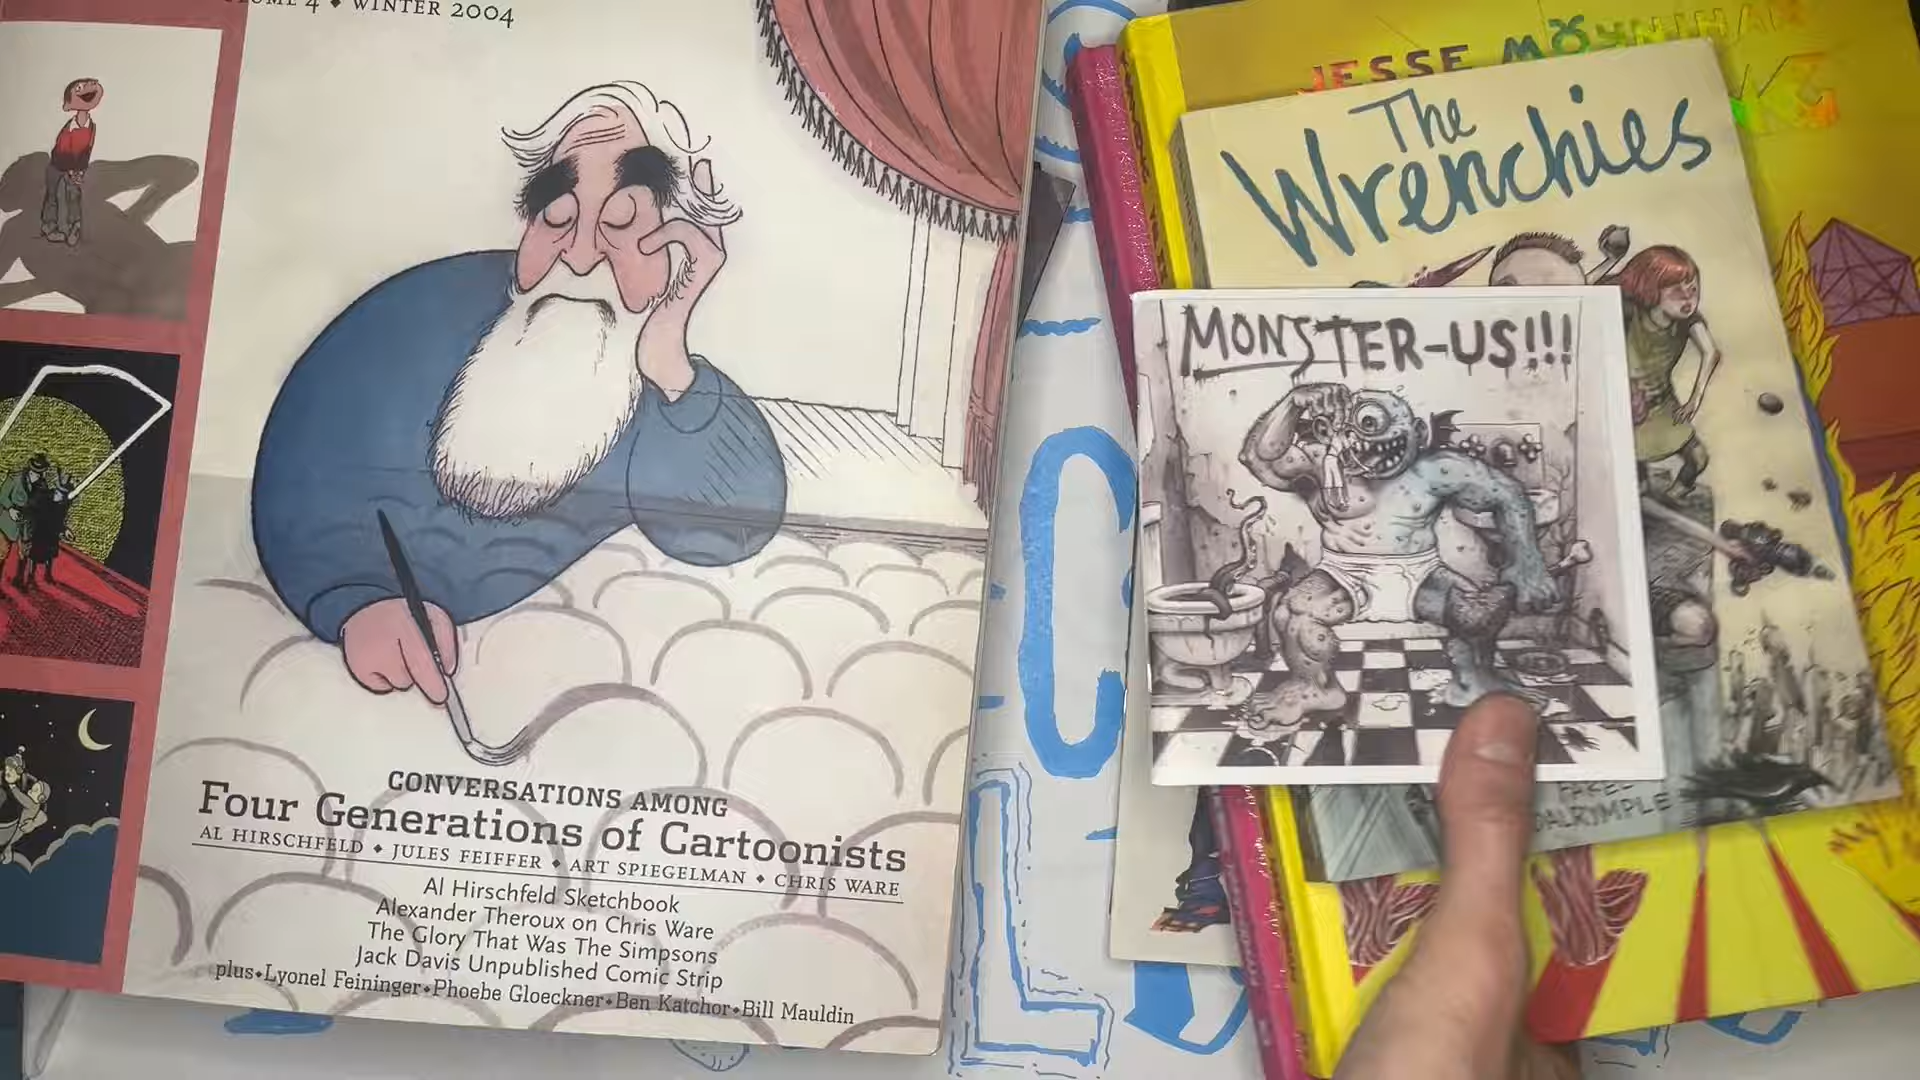 4 ◆ WINTER 2004
CONVERSATIONS AMONG
Four Generations of Cartoonists
AL HIRSCHFELD ◆ JULES FEIFFER ◆ ART SPIEGELMAN ◆ CHRIS WARE
Al Hirschfeld Sketchbook
Alexander Theroux on Chris Ware
The Glory That Was The Simpsons
Jack Davis Unpublished Comic Strip
plus◆Lyonel Feininger◆Phoebe Gloeckner◆Ben Katchor◆Bill Mauldin
JESSE MOYNIHAN
The
Wrenchies
MONSTER-US!!!
DALRYMPLE
C
L